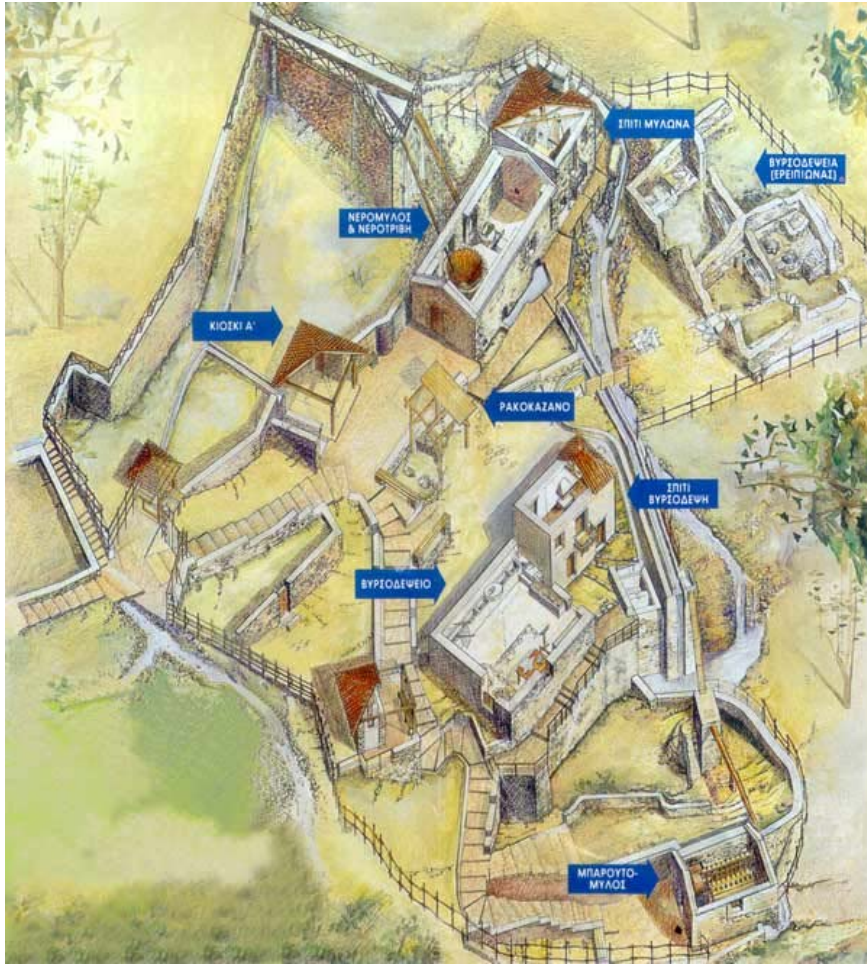 ΣΠΙΤΙ ΜΥΛΩΝΑ
ΒΥΡΣΟΔΕΨΕΙΑ
(ΕΡΕΙΠΙΩΝΑΣ)
ΝΕΡΟΜΥΛΟΣ
& ΝΕΡΟΤΡΙΒΗ
ΚΙΟΣΚΙ Α'
ΡΑΚΟΚΑΖΑΝΟ
ΣΠΙΤΙ
ΒΥΡΣΟΔΕΨΗ
ΒΥΡΣΟΔΕΨΕΙΟ
ΜΠΑΡΟΥΤΟ-
ΜΥΛΟΣ